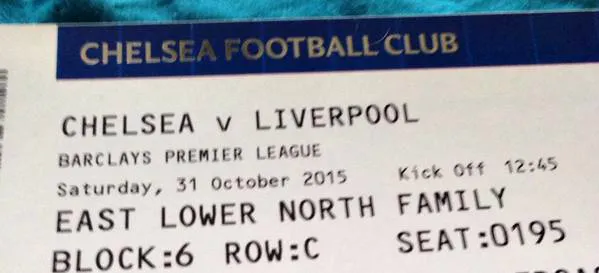 CHELSEA FOOTBALL CLUB
CHELSEA v LIVERPOOL
BARCLAYS PREMIER LEAGUE
Saturday, 31 October 2015 Kick Off 12:45
EAST LOWER NORTH FAMILY
BLOCK:6 ROW:C SEAT:0195